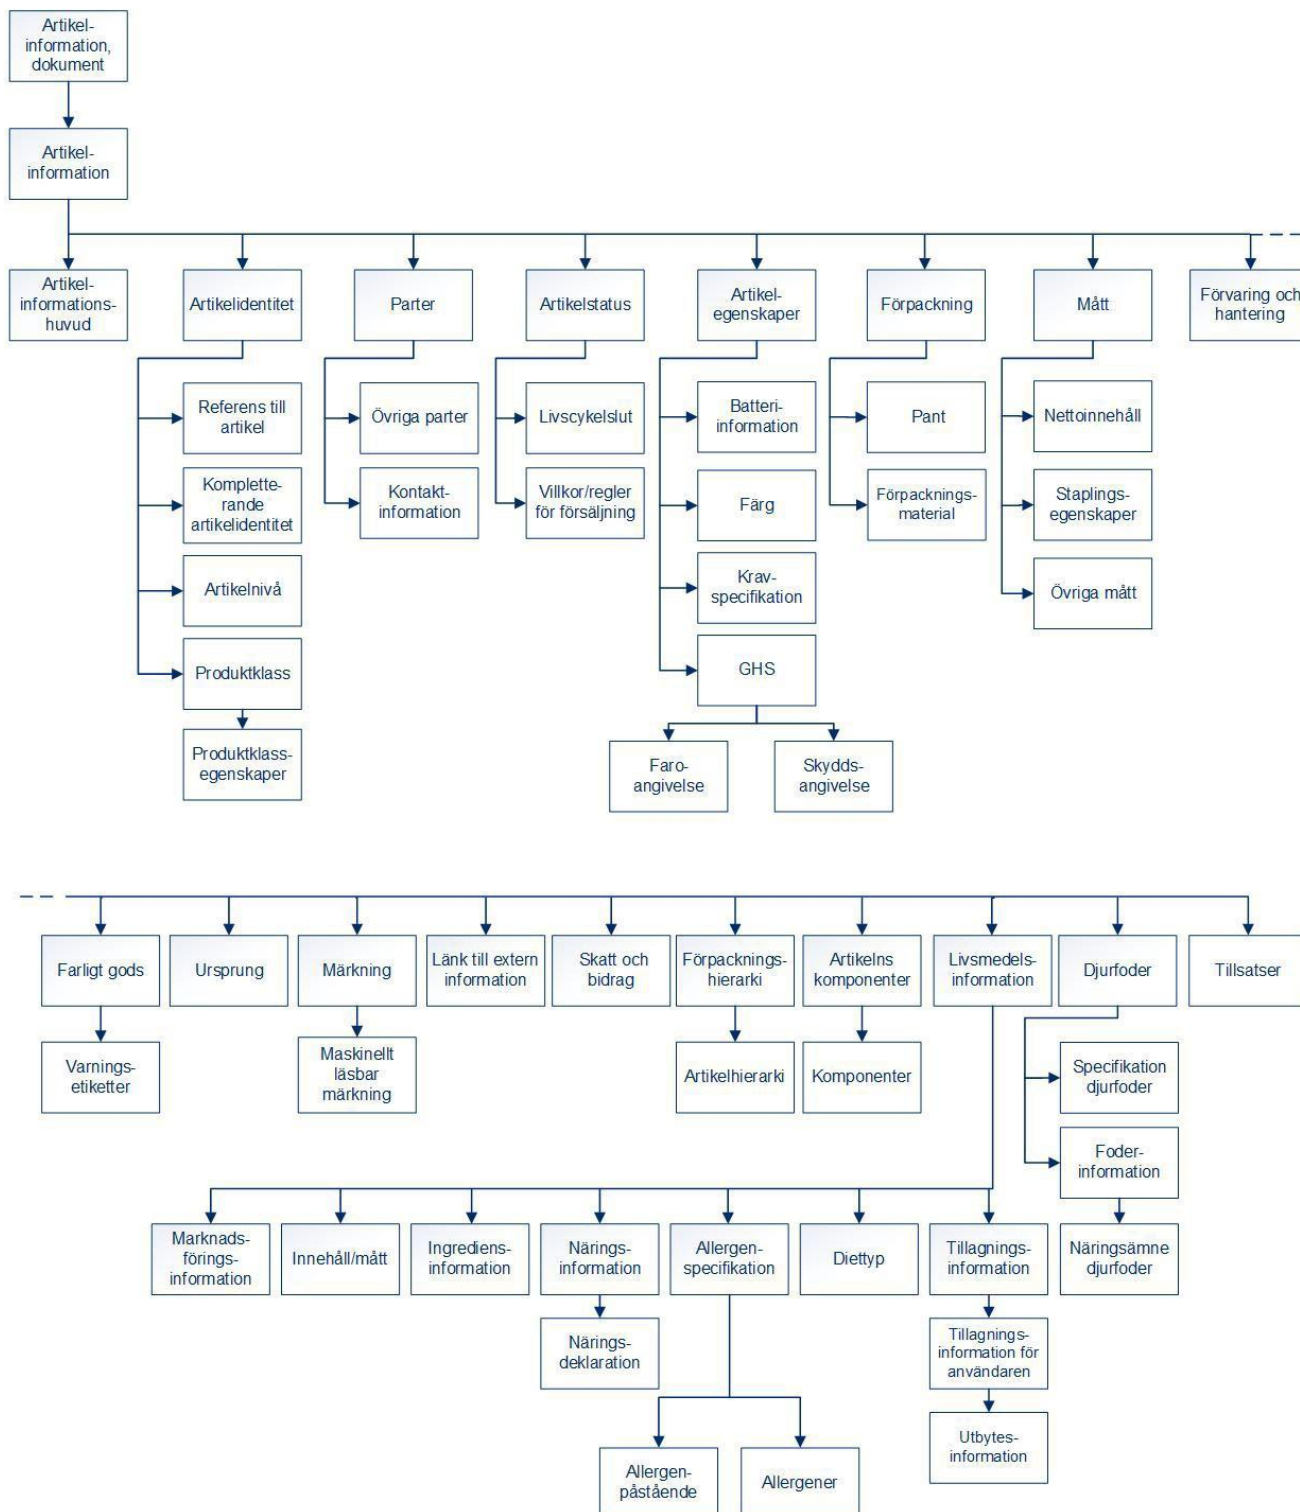 Artikel-
information,
dokument
Artikel-
information
Artikel-
informations-
huvud
Artikelidentitet
Parter
Artikelstatus
Artikel-
egenskaper
Förpackning
Mått
Förvaring och
hantering
Referens till
artikel
Övriga parter
Livscykelslut
Batteri-
information
Pant
Nettoinnehåll
Komplette-
rande
artikelidentitet
Kontakt-
information
Villkor/regler
för försäljning
Färg
Förpacknings-
material
Staplings-
egenskaper
Artikelnivå
Krav-
specifikation
Övriga mått
Produktklass
GHS
Produktklass-
egenskaper
Faro-
angivelse
Skydds-
angivelse
Farligt gods
Ursprung
Märkning
Länk till extern
information
Skatt och
bidrag
Förpacknings-
hierarki
Artikelns
komponenter
Livsmedels-
information
Djurfoder
Tillsatser
Varnings-
etiketter
Maskinellt
läsbar
märkning
Artikelhierarki
Komponenter
Specifikation
djurfoder
Foder-
information
Marknads-
förings-
information
Innehåll/mått
Ingrediens-
information
Närings-
information
Allergen-
specifikation
Diettyp
Tillagnings-
information
Näringsämne
djurfoder
Närings-
deklaration
Tillagnings-
information för
användaren
Utbytes-
information
Allergen-
påstående
Allergener